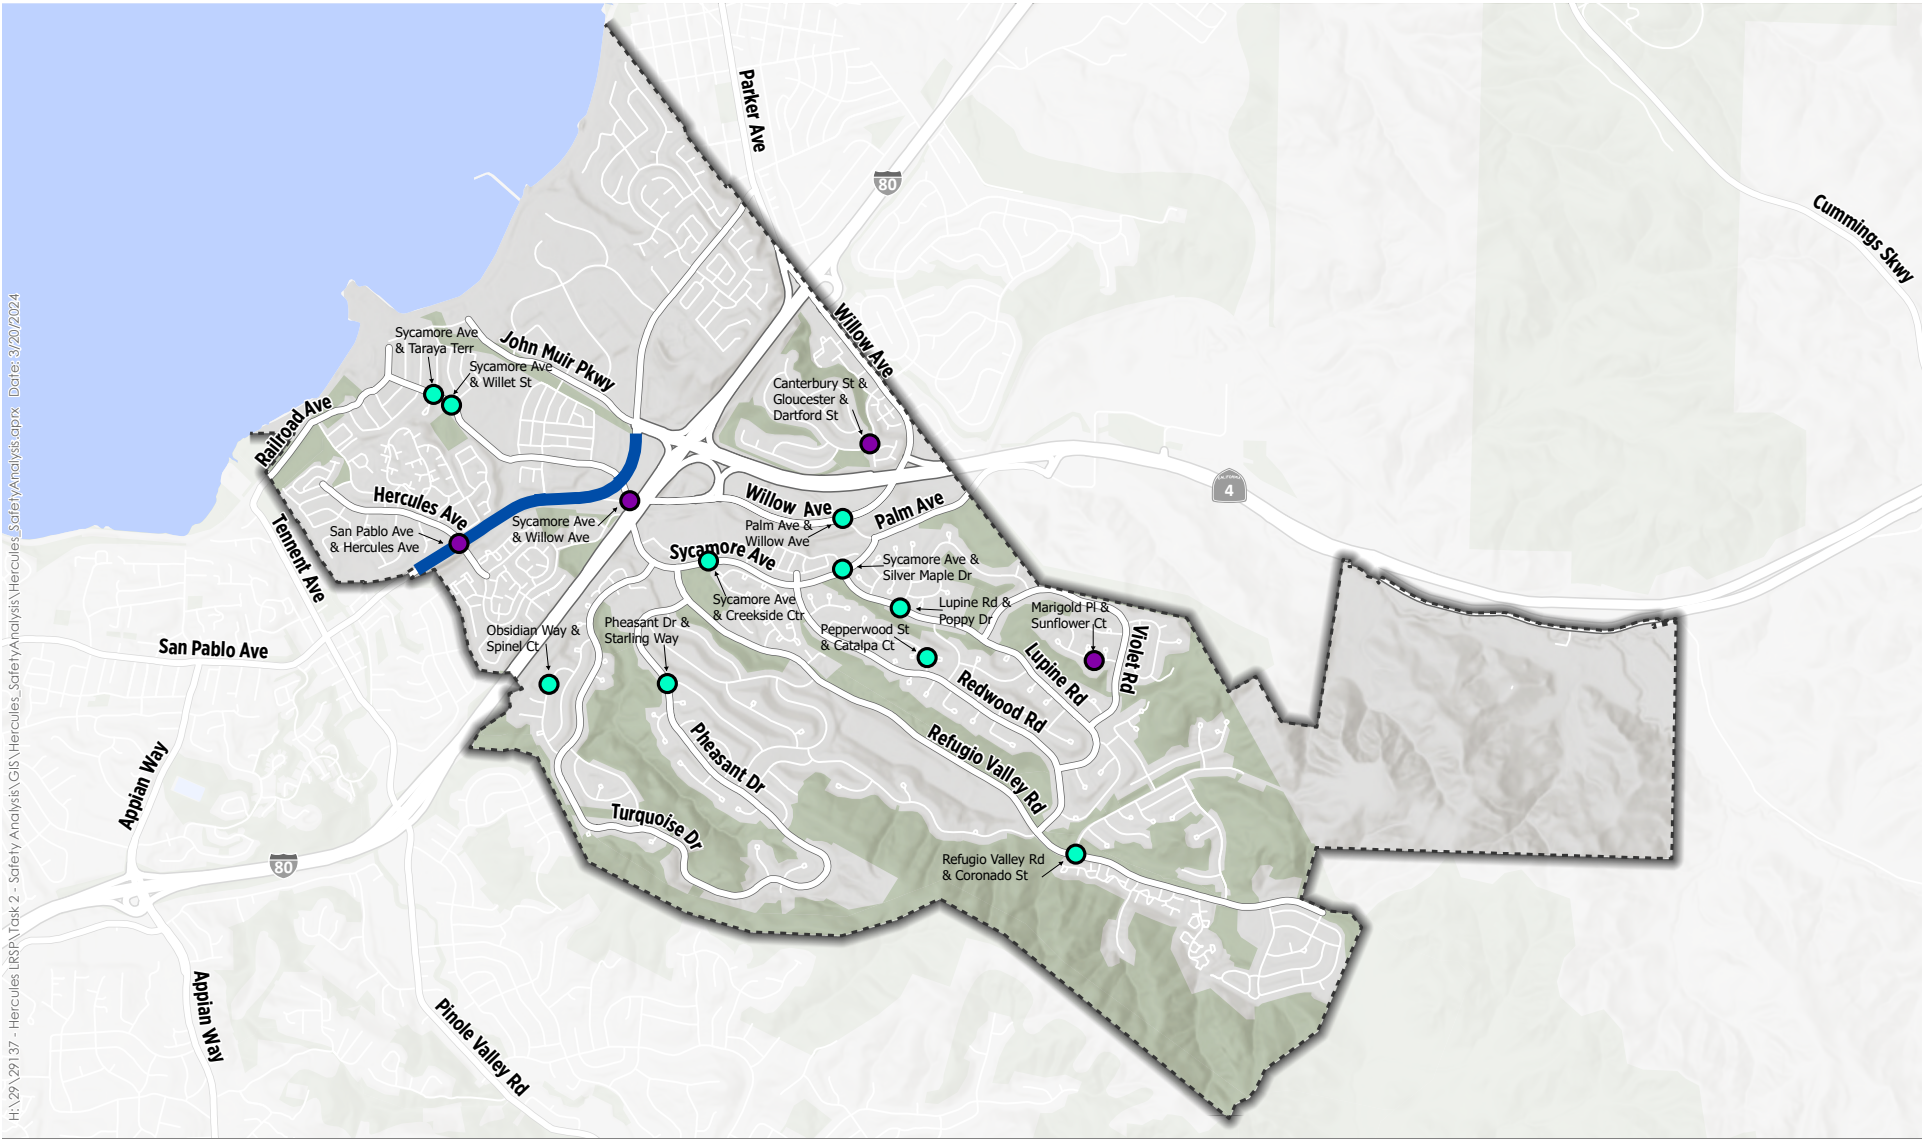 Parker Ave
80
Cummings Skwy
Willow Ave
Sycamore Ave
& Taraya Terr
John Muir Pkwy
Sycamore Ave
& Willet St
Canterbury St &
Gloucester &
Dartford St
Railroad Ave
Hercules Ave
San Pablo Ave
& Hercules Ave
Sycamore Ave
& Willow Ave
Willow Ave
Palm Ave &
Willow Ave
Palm Ave
CALIFORNIA
4
Tennent Ave
Sycamore Ave
Sycamore Ave &
Silver Maple Dr
Sycamore Ave
& Creekside Ctr
Lupine Rd &
Poppy Dr
Marigold Pl &
Sunflower Ct
Obsidian Way &
Spinel Ct
Pheasant Dr &
Starling Way
Pepperwood St
& Catalpa Ct
Violet Rd
Lupine Rd
San Pablo Ave
Redwood Rd
Refugio Valley Rd
Pheasant Dr
Appian Way
Turquoise Dr
Refugio Valley Rd
& Coronado St
80
Appian Way
Pinole Valley Rd
H:\29\29137 - Hercules LRSP\Task 2 - Safety Analysis\GIS\Hercules_SafetyAnalysis\Hercules_SafetyAnalysis.aprx Date: 3/20/2024